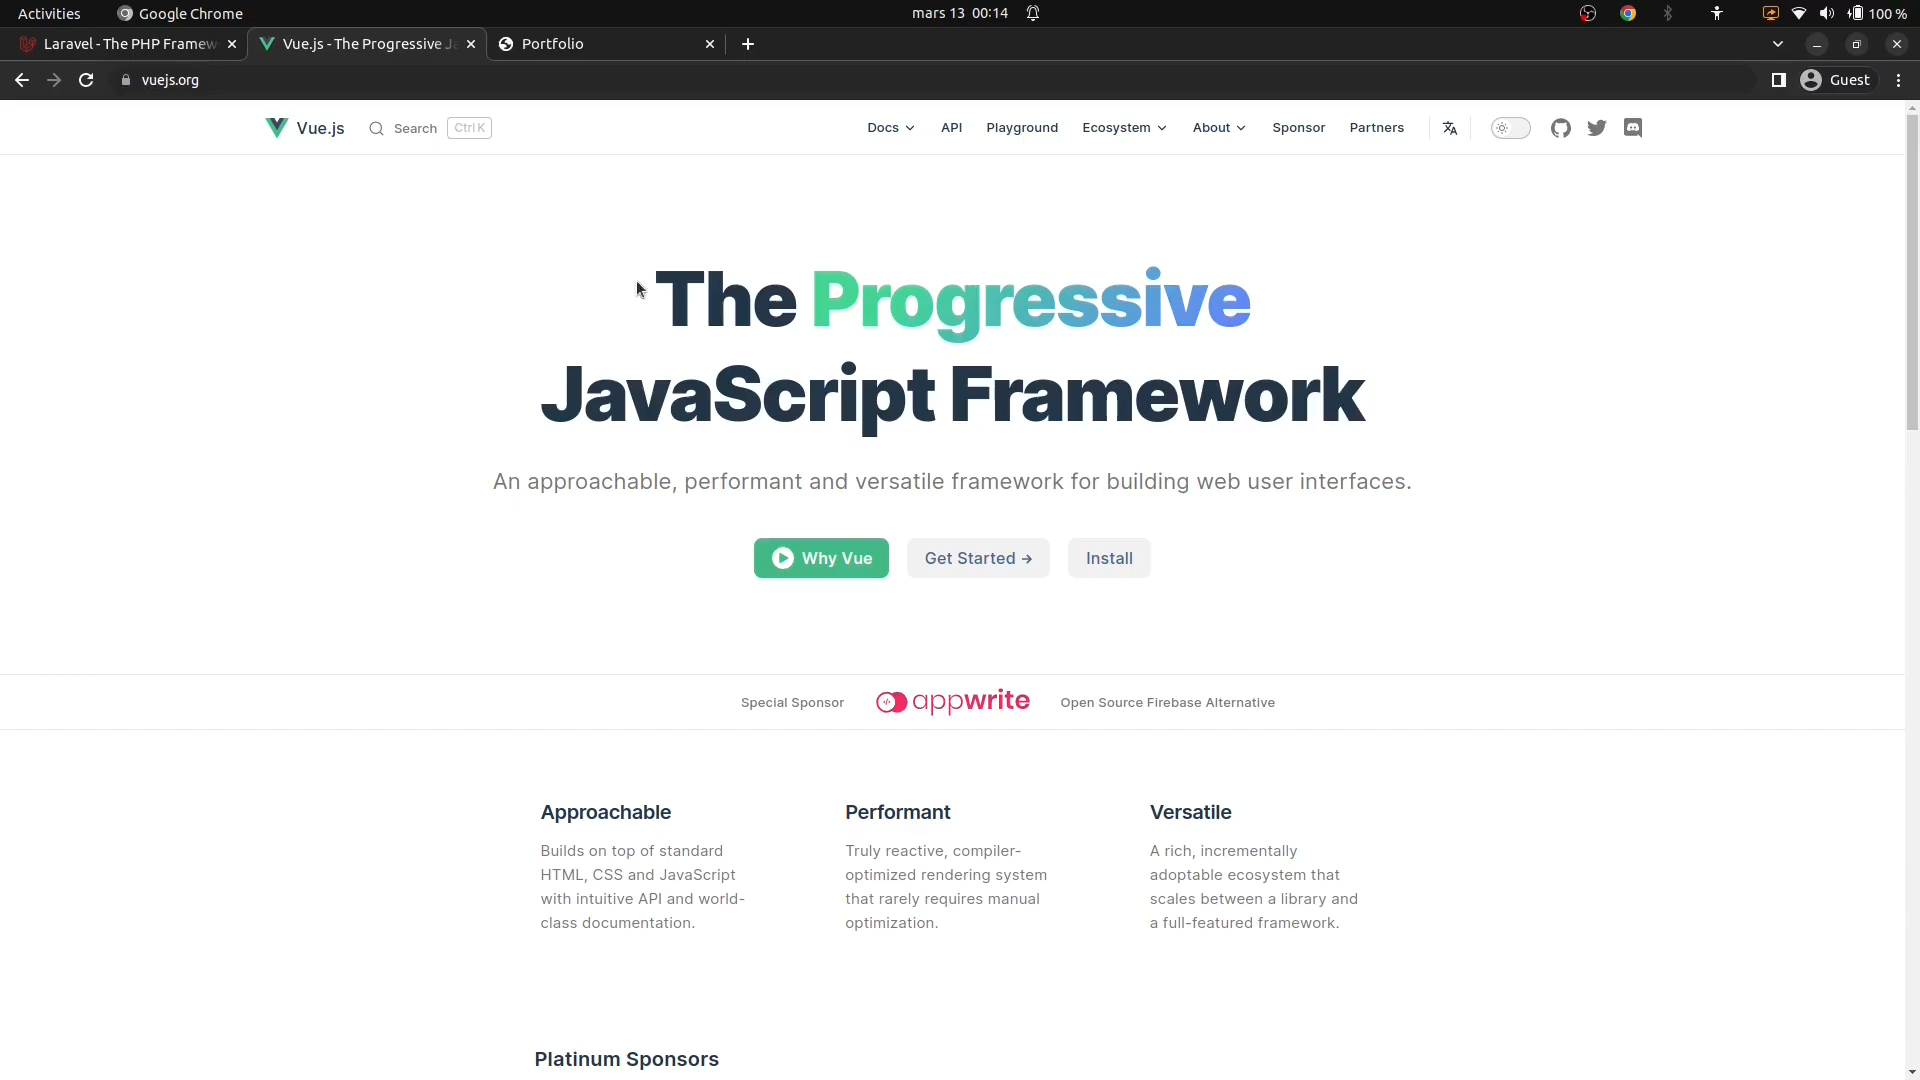 Activities
Google Chrome
mars 13 00:14
100 %
Laravel - The PHP Framew
Vue.js - The Progressive Ja
Portfolio
vuejs.org
Guest
Vue.js
Search
Ctrl K
Docs
API
Playground
Ecosystem
About
Sponsor
Partners
The Progressive
JavaScript Framework
An approachable, performant and versatile framework for building web user interfaces.
Why Vue
Get Started →
Install
Special Sponsor
appwrite
Open Source Firebase Alternative
Approachable
Builds on top of standard
HTML, CSS and JavaScript
with intuitive API and world-
class documentation.
Performant
Truly reactive, compiler-
optimized rendering system
that rarely requires manual
optimization.
Versatile
A rich, incrementally
adoptable ecosystem that
scales between a library and
a full-featured framework.
Platinum Sponsors